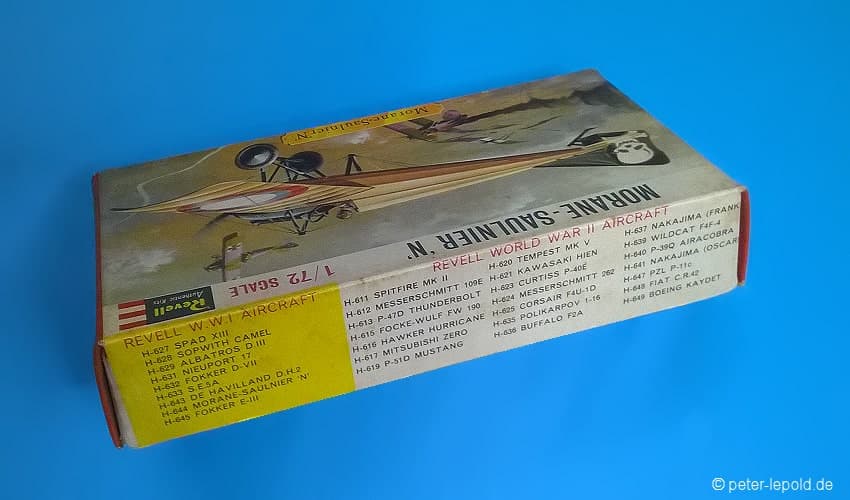 Morane-Saulnier 'N'
MORANE-SAULNIER 'N'
1/72 SCALE
Revell
Authentic Kits
REVELL W.W.I AIRCRAFT
H-627 SPAD XIII
H-628 SOPWITH CAMEL
H-629 ALBATROS D.III
H-631 NIEUPORT 17
H-632 FOKKER D-VII
H-633 S.E.5A
H-643 DE HAVILLAND D.H.2
H-644 MORANE-SAULNIER 'N'
H-645 FOKKER E-III
REVELL WORLD WAR II AIRCRAFT
H-611 SPITFIRE MK II
H-612 MESSERSCHMITT 109E
H-613 P-47D THUNDERBOLT
H-615 FOCKE-WULF FW 190
H-616 HAWKER HURRICANE
H-617 MITSUBISHI ZERO
H-619 P-51D MUSTANG
H-620 TEMPEST MK V
H-621 KAWASAKI HIEN
H-623 CURTISS P-40E
H-624 MESSERSCHMITT 262
H-625 CORSAIR F4U-1D
H-635 POLIKARPOV 1-16
H-636 BUFFALO F2A
H-637 NAKAJIMA (FRANK
H-639 WILDCAT F4F-4
H-640 P-39Q AIRACOBRA
H-641 NAKAJIMA (OSCAR
H-647 PZL P-11c
H-648 FIAT C.R.42
H-649 BOEING KAYDET
© peter-lepold.de